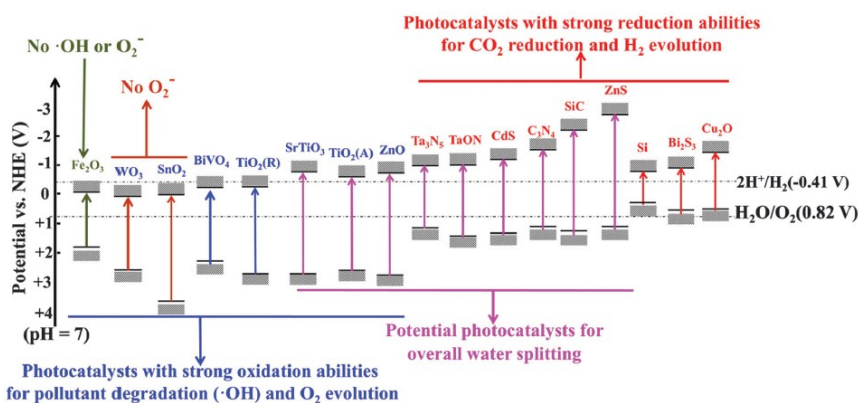 Photocatalysts with strong reduction abilities
for CO₂ reduction and H₂ evolution
No ·OH or O₂⁻
No O₂⁻
Potential vs. NHE (V)
-3
-2
-1
0
+1
+2
+3
+4
(pH = 7)
Fe₂O₃
WO₃
SnO₂
BiVO₄
TiO₂(R)
SrTiO₃
TiO₂(A)
ZnO
Ta₃N₅
TaON
CdS
C₃N₄
SiC
ZnS
Si
Bi₂S₃
Cu₂O
2H⁺/H₂(-0.41 V)
H₂O/O₂(0.82 V)
Potential photocatalysts for
overall water splitting
Photocatalysts with strong oxidation abilities
for pollutant degradation (·OH) and O₂ evolution